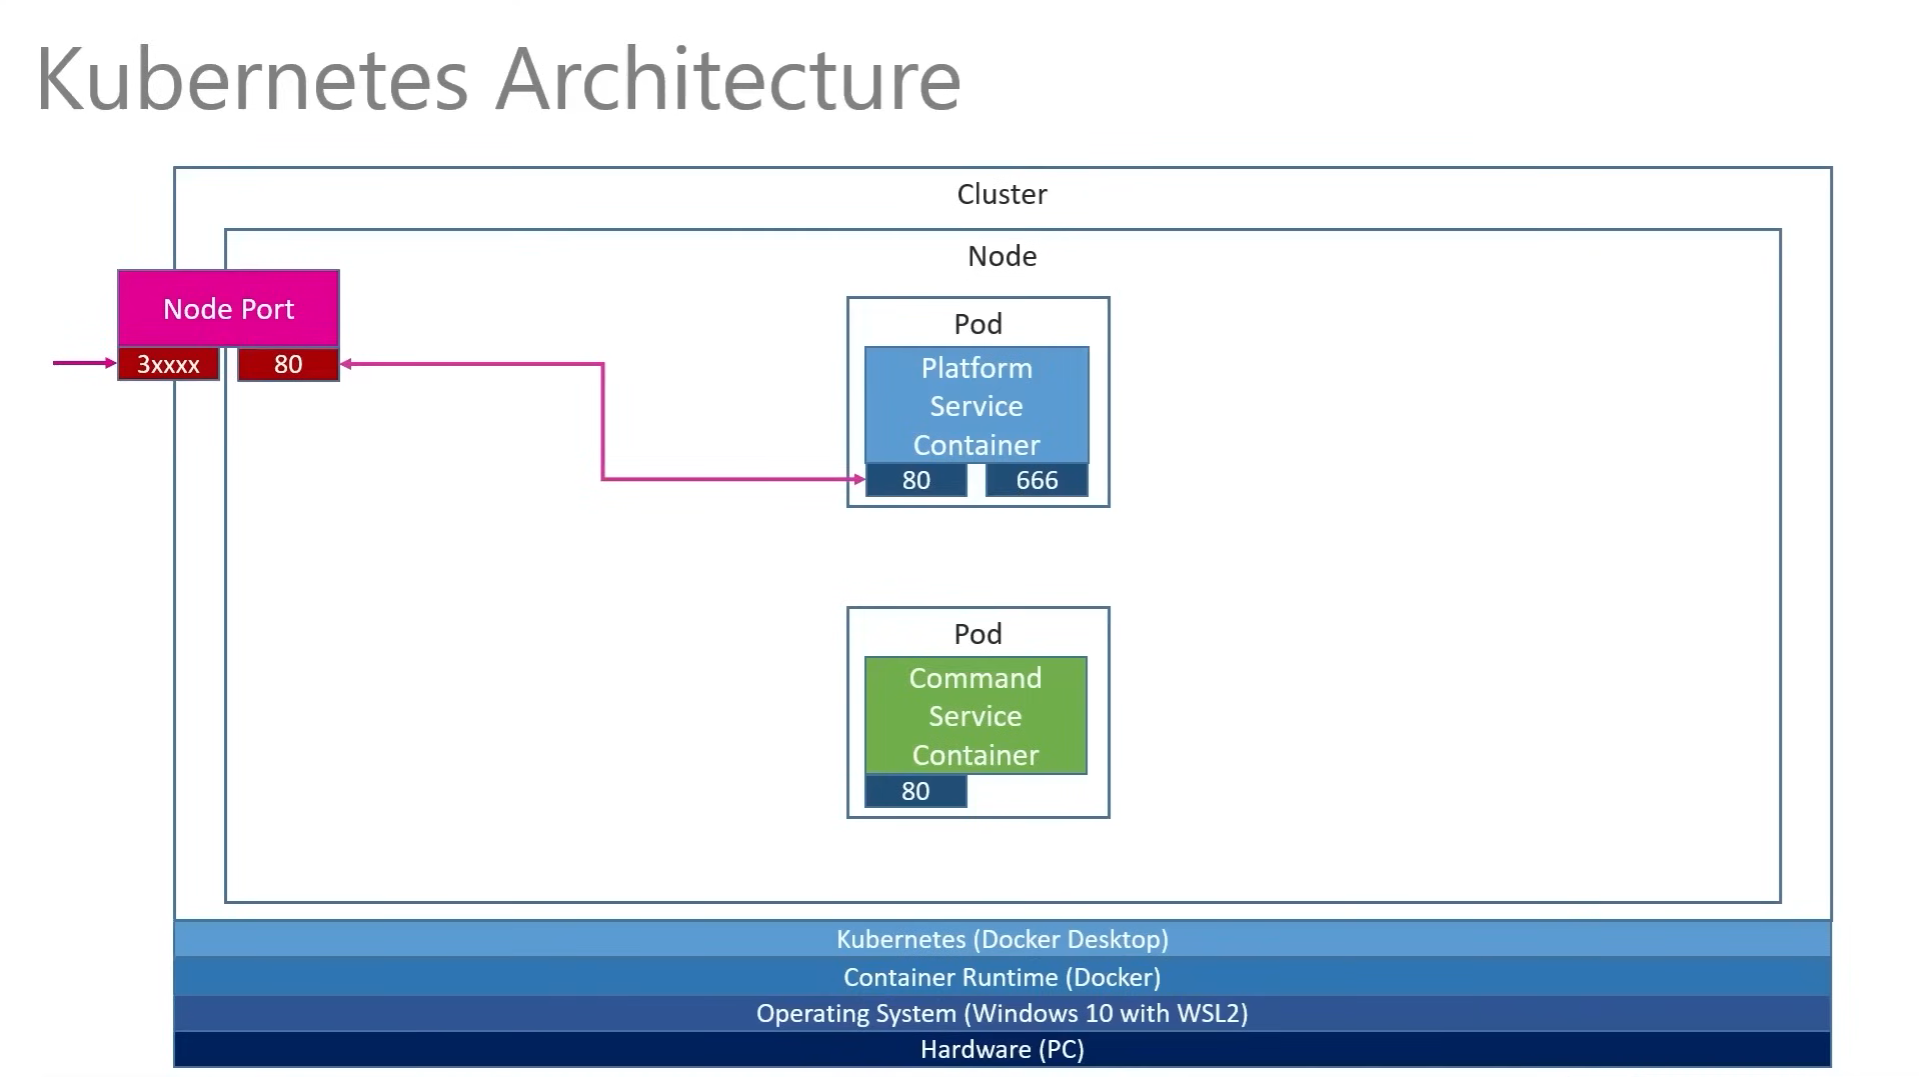 Kubernetes Architecture
Cluster
Node
Node Port
3xxxx
80
Pod
Platform
Service
Container
80
666
Pod
Command
Service
Container
80
Kubernetes (Docker Desktop)
Container Runtime (Docker)
Operating System (Windows 10 with WSL2)
Hardware (PC)